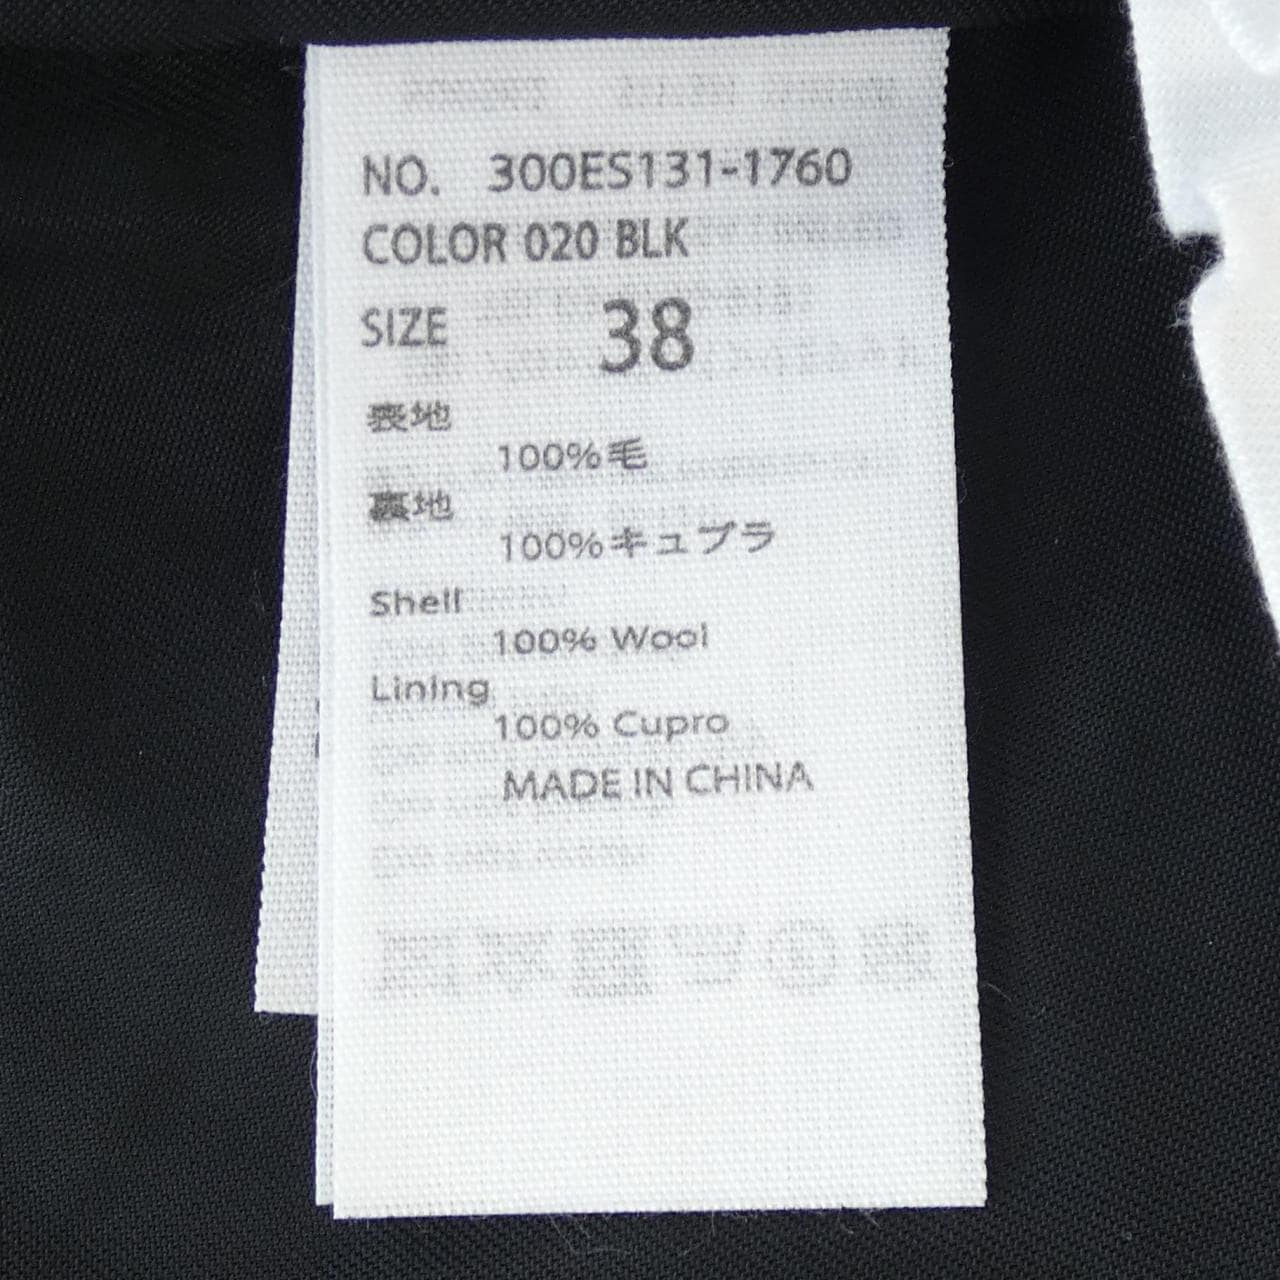 NO. 300ES131-1760
COLOR 020 BLK
SIZE 38
表地
100%毛
裏地
100%キュプラ
Shell
100% Wool
Lining
100% Cupro
MADE IN CHINA